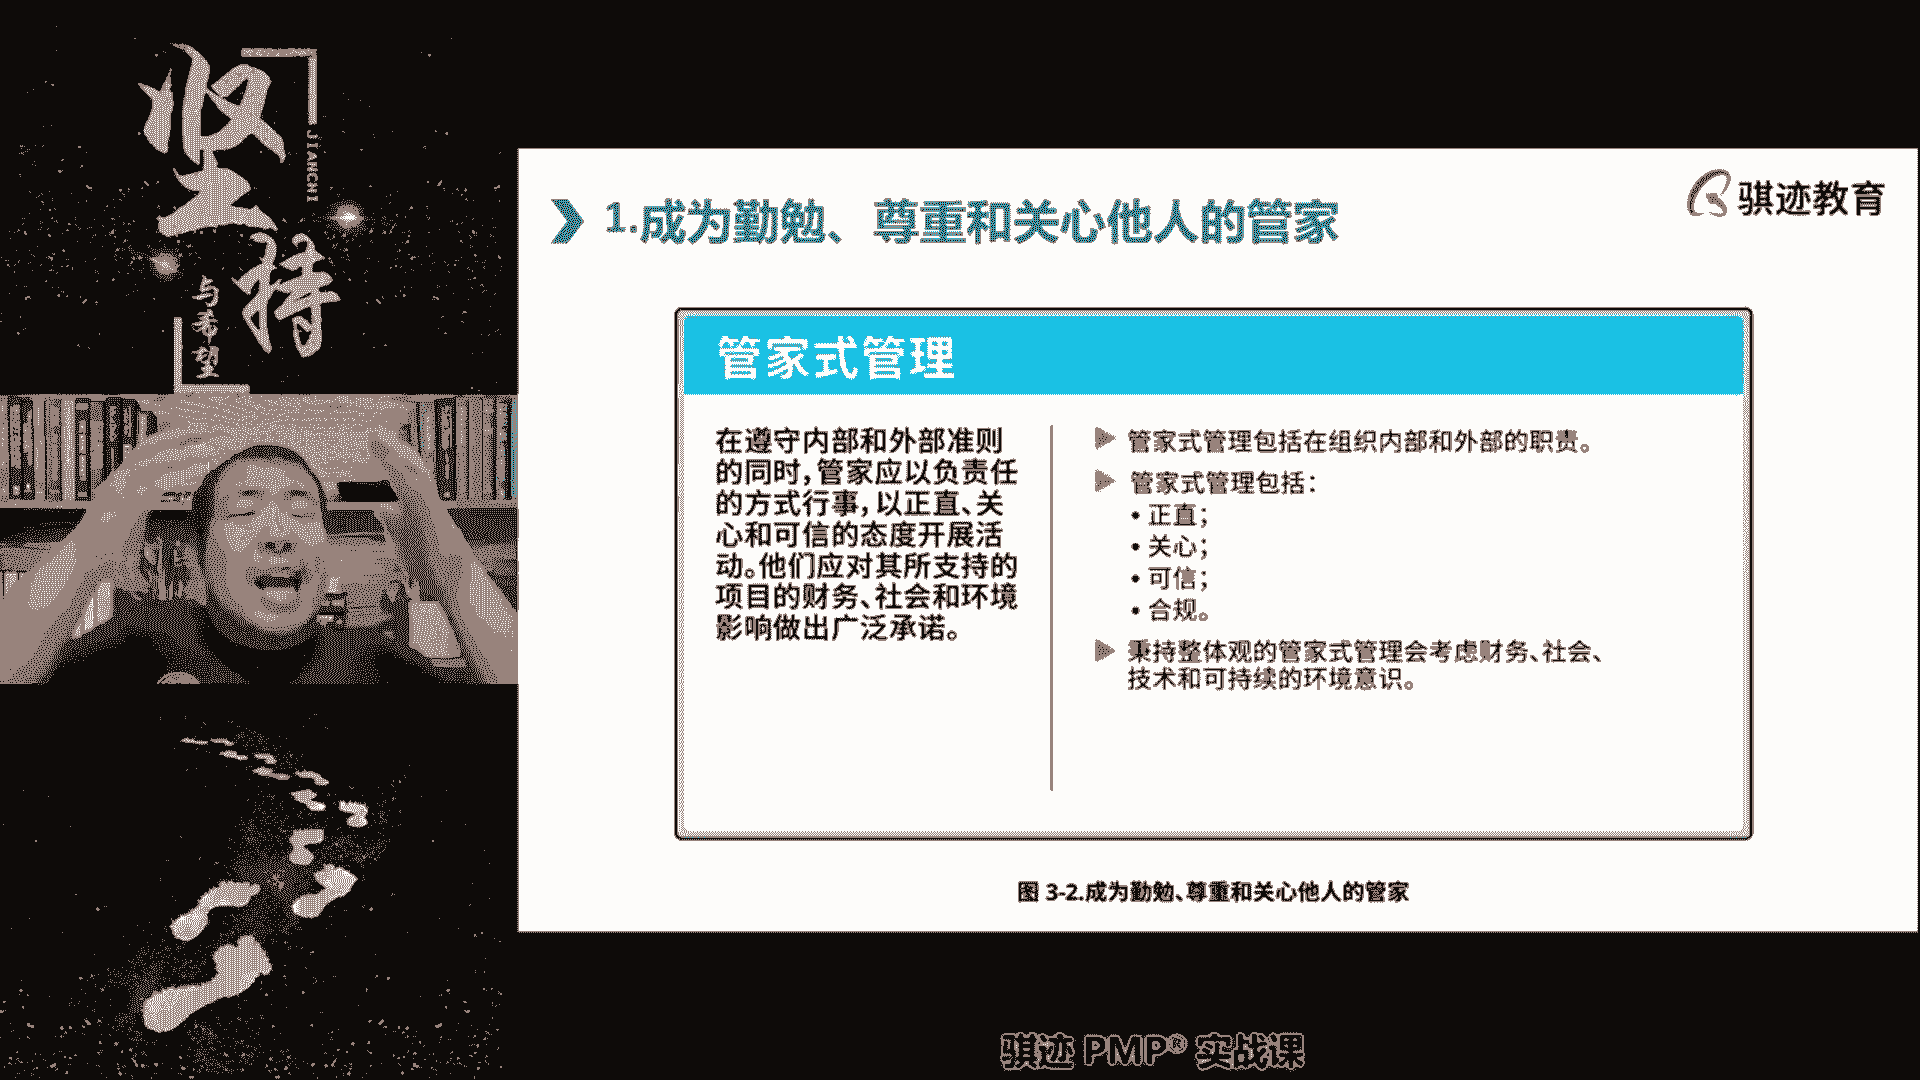 坚持
JIANCHI
与希望
1.成为勤勉、尊重和关心他人的管家
骐迹教育
管家式管理
在遵守内部和外部准则
的同时,管家应以负责任
的方式行事,以正直、关
心和可信的态度开展活
动。他们应对其所支持的
项目的财务、社会和环境
影响做出广泛承诺。
管家式管理包括在组织内部和外部的职责。
管家式管理包括:
• 正直;
• 关心;
• 可信;
• 合规。
秉持整体观的管家式管理会考虑财务、社会、
技术和可持续的环境意识。
图 3-2.成为勤勉、尊重和关心他人的管家
骐迹 PMP® 实战课